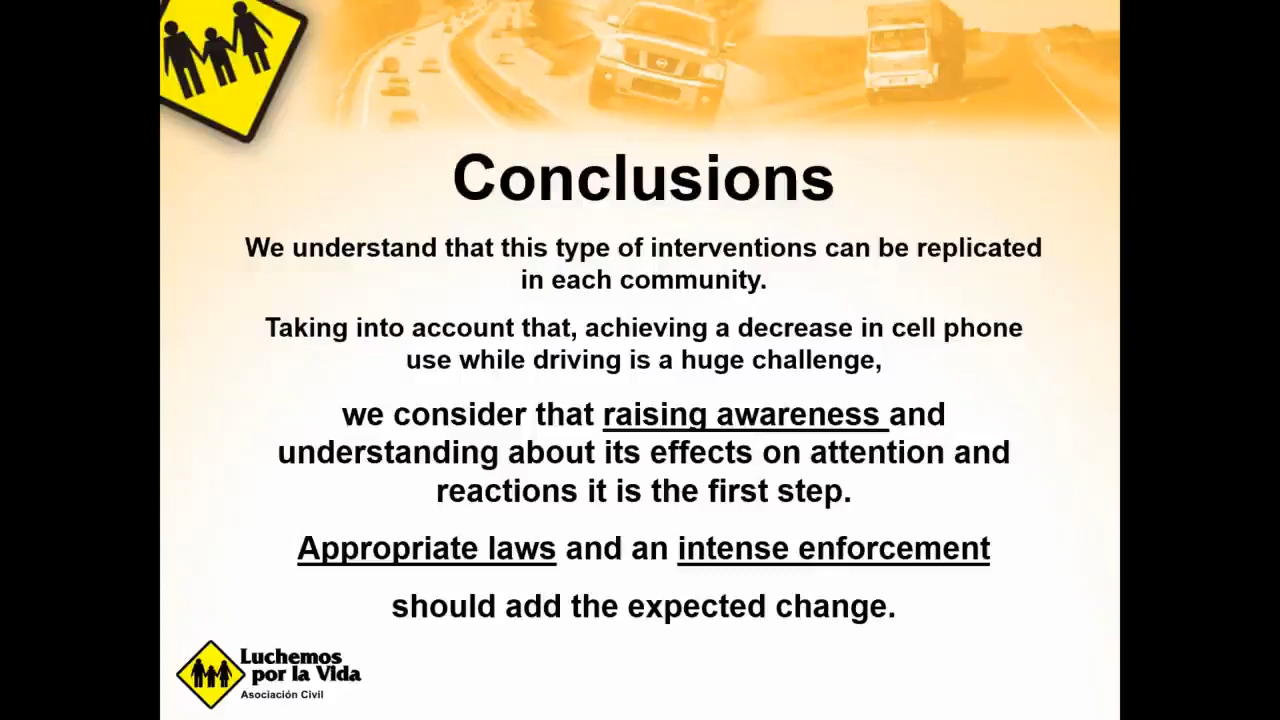 Conclusions
We understand that this type of interventions can be replicated
in each community.
Taking into account that, achieving a decrease in cell phone
use while driving is a huge challenge,
we consider that raising awareness and
understanding about its effects on attention and
reactions it is the first step.
Appropriate laws and an intense enforcement
should add the expected change.
Luchemos
por la Vida
Asociación Civil